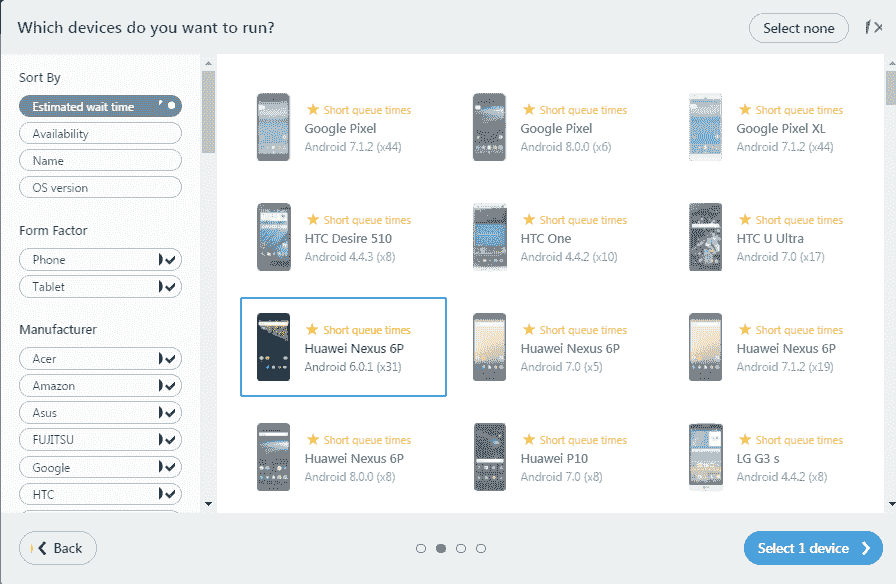 Which devices do you want to run?
Select none
Sort By
Estimated wait time
Availability
Name
OS version
Form Factor
Phone
Tablet
Manufacturer
Acer
Amazon
Asus
FUJITSU
Google
HTC
Short queue times
Google Pixel
Android 7.1.2 (x44)
Short queue times
Google Pixel
Android 8.0.0 (x6)
Short queue times
Google Pixel XL
Android 7.1.2 (x44)
Short queue times
HTC Desire 510
Android 4.4.3 (x8)
Short queue times
HTC One
Android 4.4.2 (x10)
Short queue times
HTC U Ultra
Android 7.0 (x17)
Short queue times
Huawei Nexus 6P
Android 6.0.1 (x31)
Short queue times
Huawei Nexus 6P
Android 7.0 (x5)
Short queue times
Huawei Nexus 6P
Android 7.1.2 (x19)
Short queue times
Huawei Nexus 6P
Android 8.0.0 (x8)
Short queue times
Huawei P10
Android 7.0 (x8)
Short queue times
LG G3 s
Android 4.4.2 (x8)
Back
Select 1 device